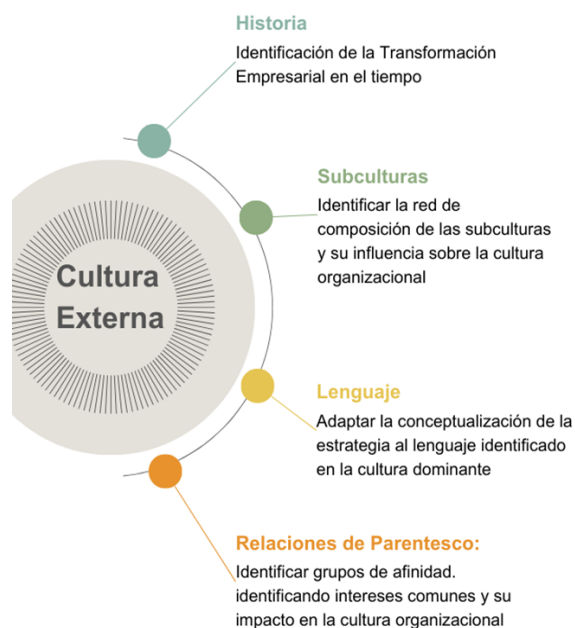 Historia
Identificación de la Transformación
Empresarial en el tiempo
Subculturas
Identificar la red de
composición de las subculturas
y su influencia sobre la cultura
organizacional
Cultura
Externa
Lenguaje
Adaptar la conceptualización de la
estrategia al lenguaje identificado
en la cultura dominante
Relaciones de Parentesco:
Identificar grupos de afinidad.
identificando intereses comunes y su
impacto en la cultura organizacional